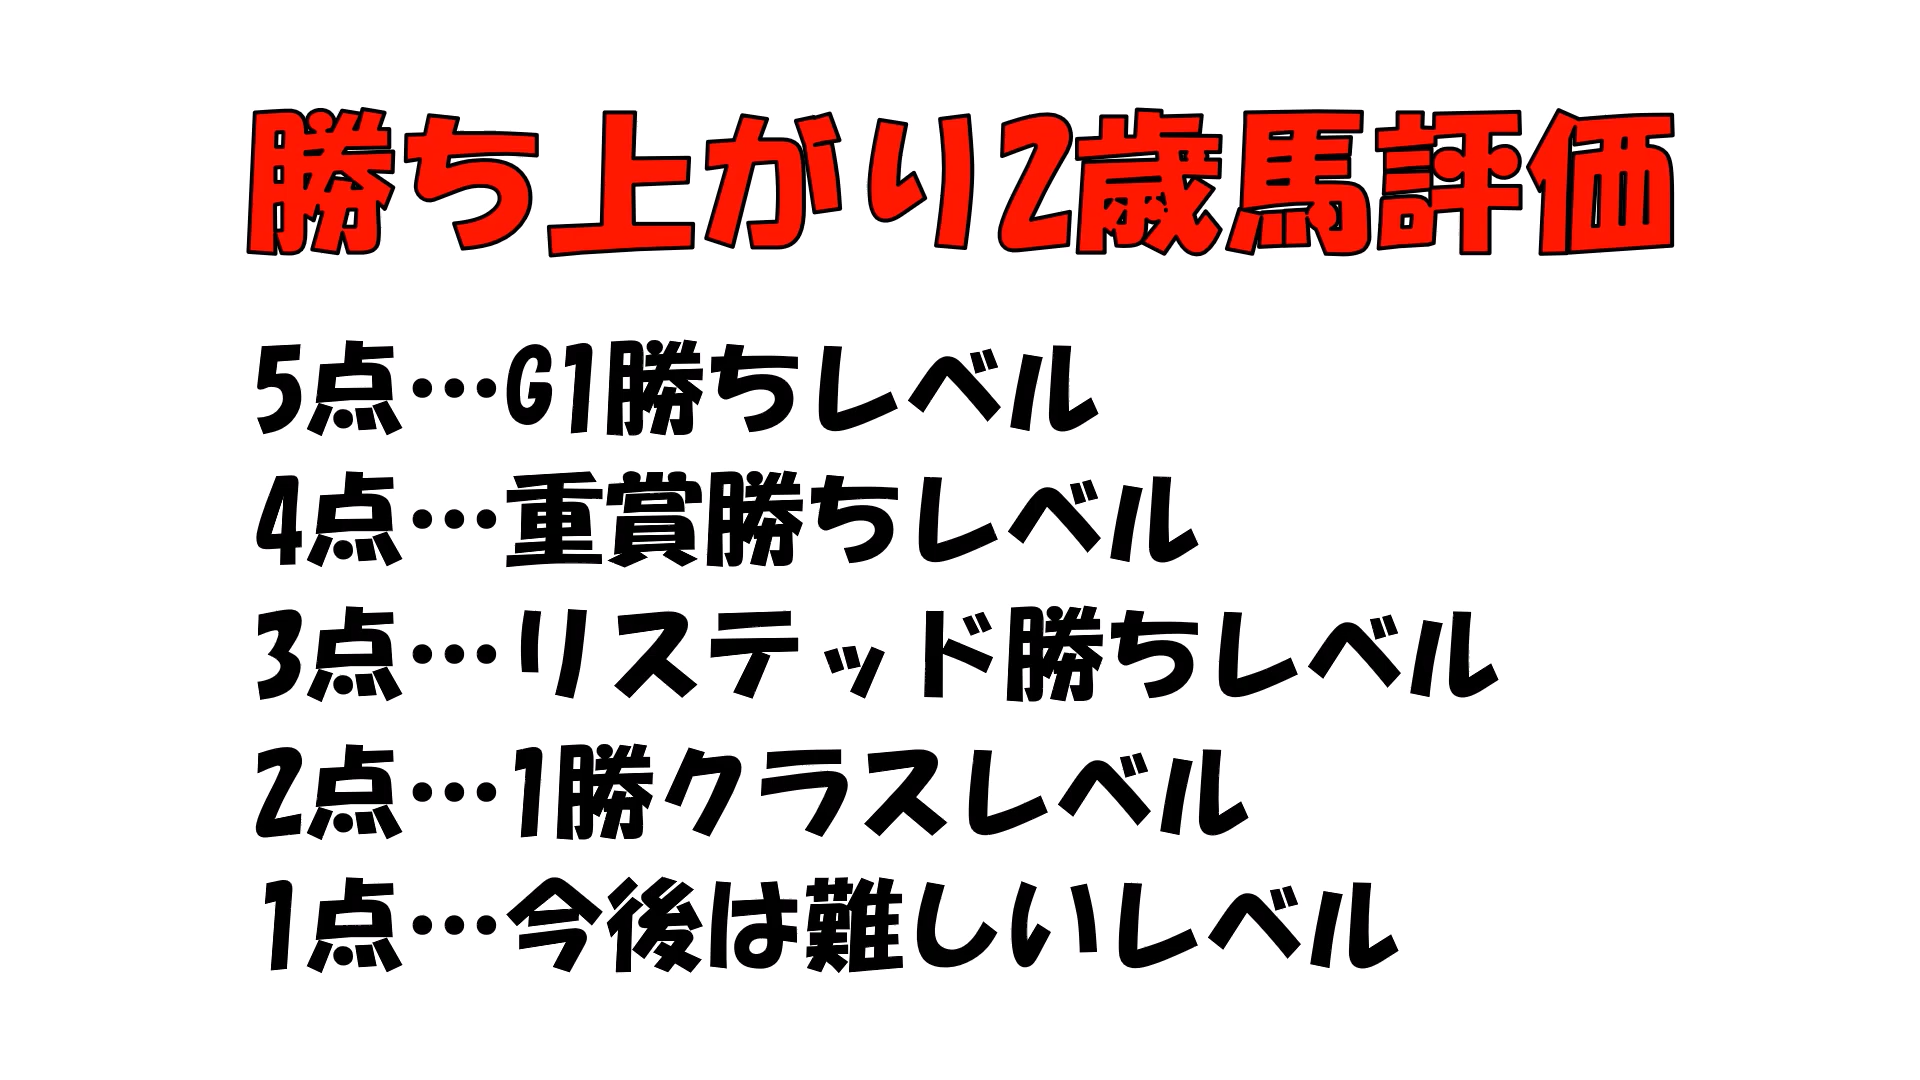 勝ち上がり2歳馬評価
5点…G1勝ちレベル
4点…重賞勝ちレベル
3点…リステッド勝ちレベル
2点…1勝クラスレベル
1点…今後は難しいレベル